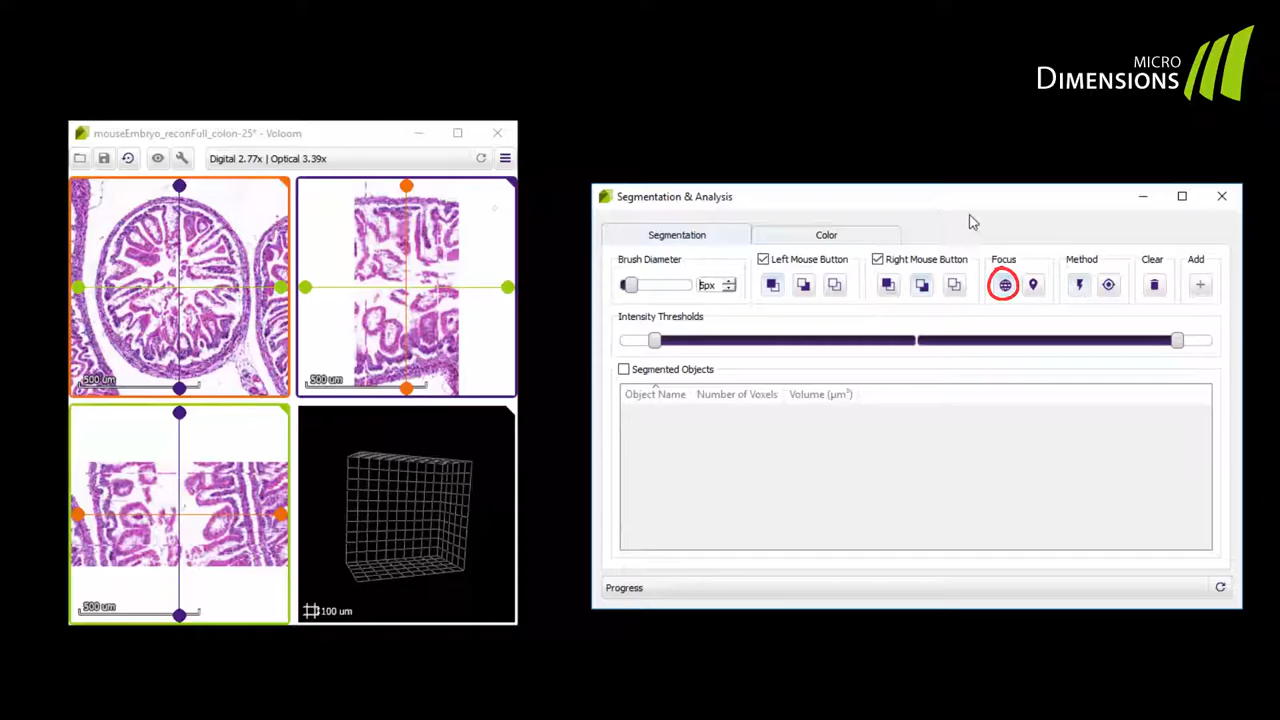 MICRO
DIMENSIONS
mouseEmbryo_reconFull_colon-25* - Voloom
Digital 2.77x | Optical 3.39x
500 um
500 um
500 um
100 um
Segmentation & Analysis
Segmentation
Color
Brush Diameter
Left Mouse Button
Right Mouse Button
Focus
Method
Clear
Add
5px
Intensity Thresholds
Segmented Objects
Object Name
Number of Voxels
Volume (µm³)
Progress